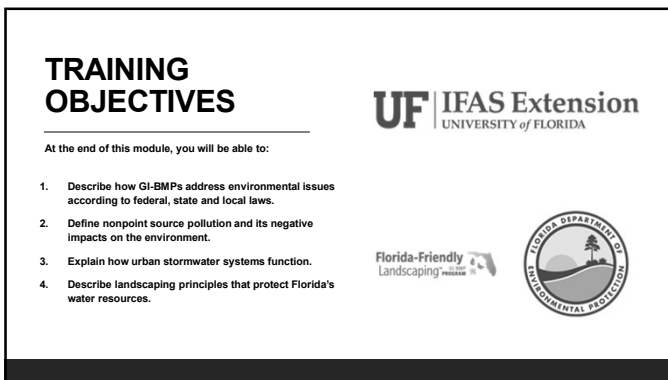 TRAINING
OBJECTIVES
At the end of this module, you will be able to:
1. Describe how GI-BMPs address environmental issues
according to federal, state and local laws.
2. Define nonpoint source pollution and its negative
impacts on the environment.
3. Explain how urban stormwater systems function.
4. Describe landscaping principles that protect Florida's
water resources.
UF IFAS Extension
UNIVERSITY of FLORIDA
Florida-Friendly
Landscaping GI-BMP
PROGRAM
FLORIDA DEPARTMENT OF
ENVIRONMENTAL PROTECTION